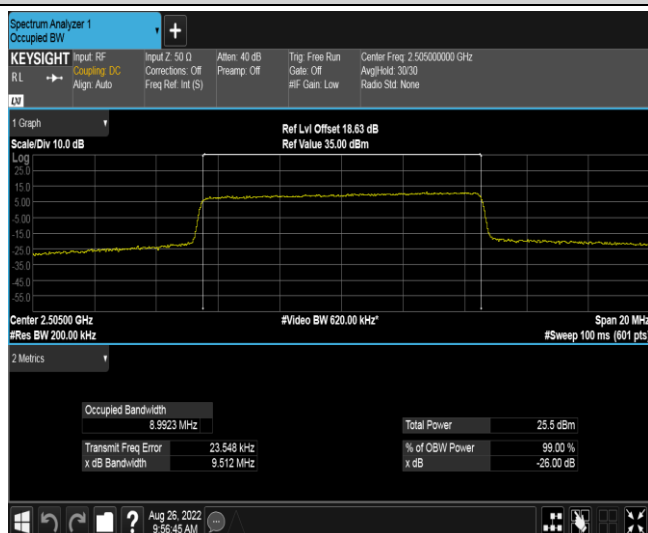 Spectrum Analyzer 1
Occupied BW
+
KEYSIGHT
RL
LXI
Input: RF
Coupling: DC
Align: Auto
Input Z: 50 Ω
Corrections: Off
Freq Ref: Int (S)
Atten: 40 dB
Preamp: Off
Trig: Free Run
Gate: Off
#IF Gain: Low
Center Freq: 2.505000000 GHz
Avg|Hold: 30/30
Radio Std: None
1 Graph
Scale/Div 10.0 dB
Ref Lvl Offset 18.63 dB
Ref Value 35.00 dBm
Log
25.0
15.0
5.00
-5.00
-15.0
-25.0
-35.0
-45.0
-55.0
Center 2.50500 GHz
#Res BW 200.00 kHz
#Video BW 620.00 kHz*
Span 20 MHz
#Sweep 100 ms (601 pts)
2 Metrics
Occupied Bandwidth
8.9923 MHz
Transmit Freq Error 23.548 kHz
x dB Bandwidth 9.512 MHz
Total Power 25.5 dBm
% of OBW Power 99.00 %
x dB -26.00 dB
?
Aug 26, 2022
9:56:45 AM